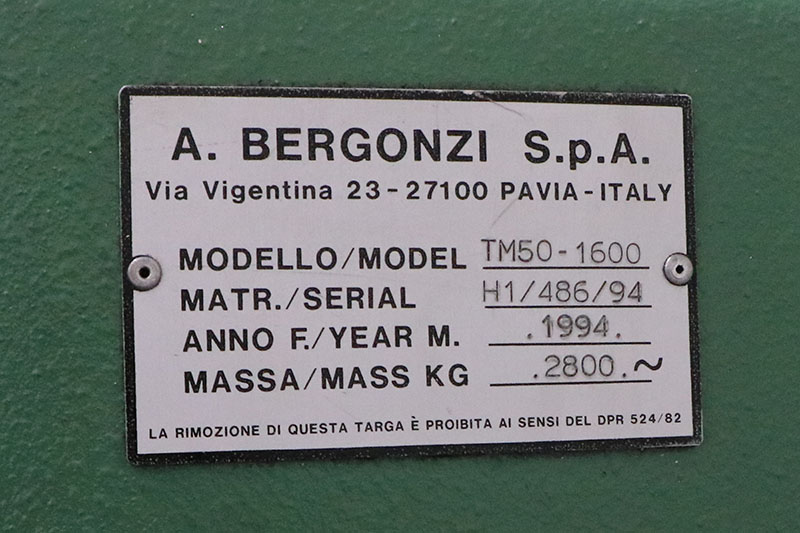 A. BERGONZI S.p.A.
Via Vigentina 23-27100 PAVIA-ITALY
MODELLO/MODEL TM50-1600
MATR./SERIAL H1/486/94
ANNO F./YEAR M. .1994.
MASSA/MASS KG .2800.~
LA RIMOZIONE DI QUESTA TARGA È PROIBITA AI SENSI DEL DPR 524/82